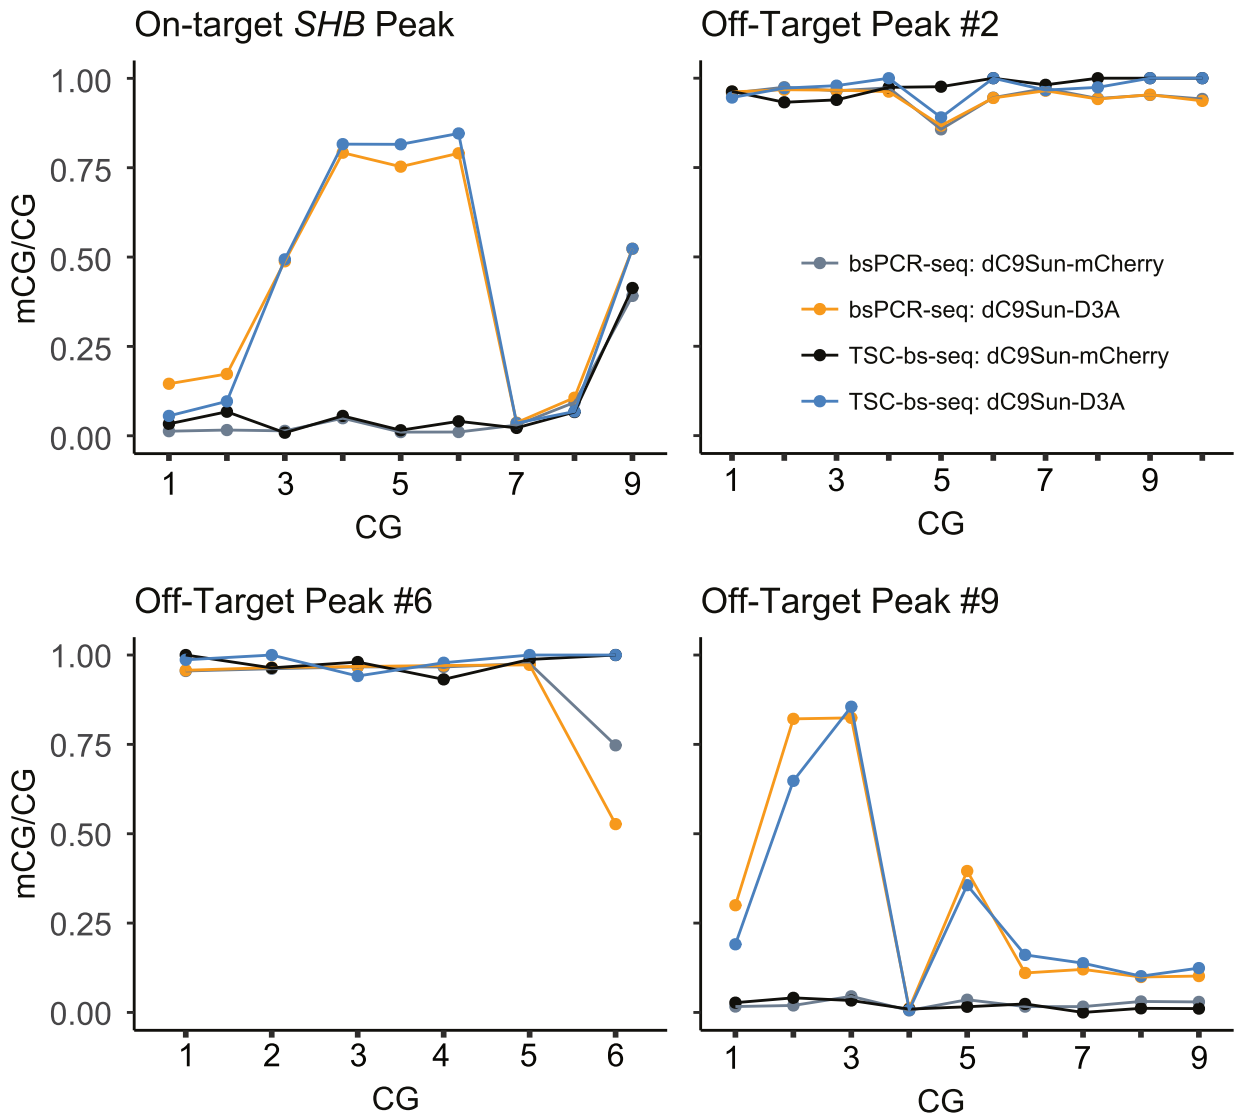 On-target SHB Peak
1.00
0.75
0.50
0.25
0.00
mCG/CG
1 3 5 7 9
CG
Off-Target Peak #2
bsPCR-seq: dC9Sun-mCherry
bsPCR-seq: dC9Sun-D3A
TSC-bs-seq: dC9Sun-mCherry
TSC-bs-seq: dC9Sun-D3A
1 3 5 7 9
CG
Off-Target Peak #6
1.00
0.75
0.50
0.25
0.00
mCG/CG
1 2 3 4 5 6
CG
Off-Target Peak #9
1 3 5 7 9
CG